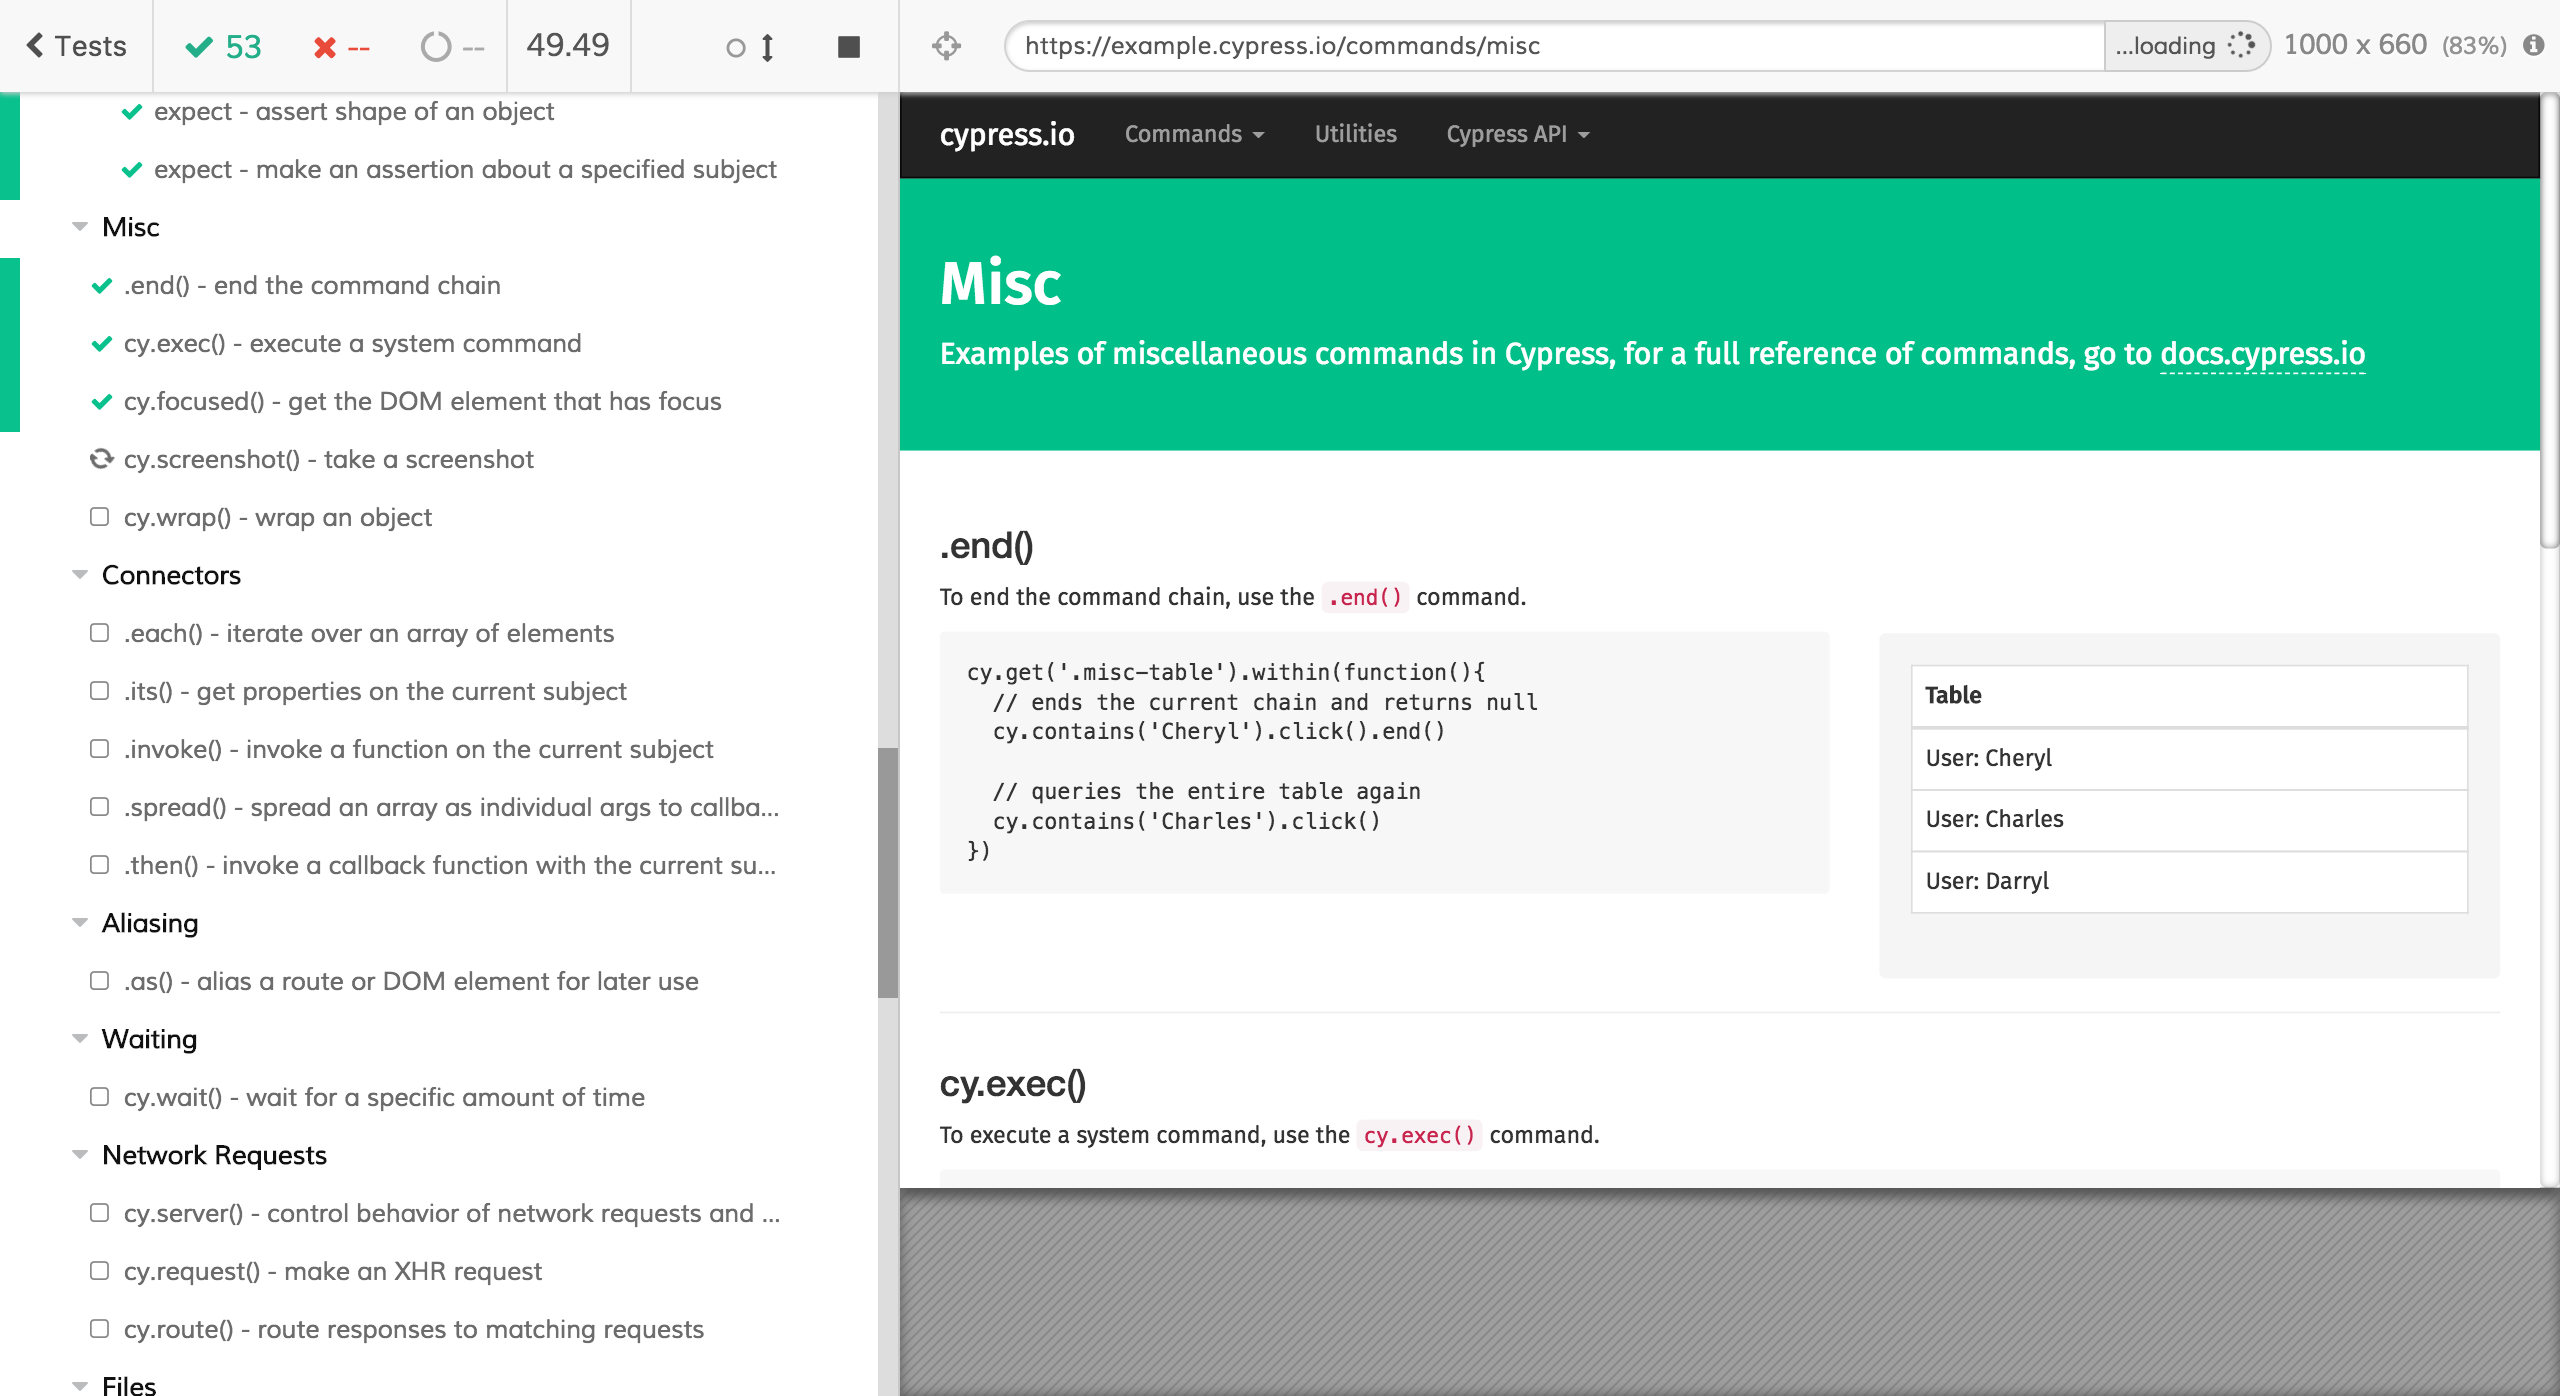 Tests
53
--
--
49.49
https://example.cypress.io/commands/misc
...loading
1000 x 660 (83%)
expect - assert shape of an object
expect - make an assertion about a specified subject
Misc
.end() - end the command chain
cy.exec() - execute a system command
cy.focused() - get the DOM element that has focus
cy.screenshot() - take a screenshot
cy.wrap() - wrap an object
Connectors
.each() - iterate over an array of elements
.its() - get properties on the current subject
.invoke() - invoke a function on the current subject
.spread() - spread an array as individual args to callba...
.then() - invoke a callback function with the current su...
Aliasing
.as() - alias a route or DOM element for later use
Waiting
cy.wait() - wait for a specific amount of time
Network Requests
cy.server() - control behavior of network requests and ...
cy.request() - make an XHR request
cy.route() - route responses to matching requests
Files
cypress.io
Commands
Utilities
Cypress API
Misc
Examples of miscellaneous commands in Cypress, for a full reference of commands, go to docs.cypress.io
.end()
To end the command chain, use the .end() command.
cy.get('.misc-table').within(function(){
// ends the current chain and returns null
cy.contains('Cheryl').click().end()
// queries the entire table again
cy.contains('Charles').click()
})
Table
User: Cheryl
User: Charles
User: Darryl
cy.exec()
To execute a system command, use the cy.exec() command.